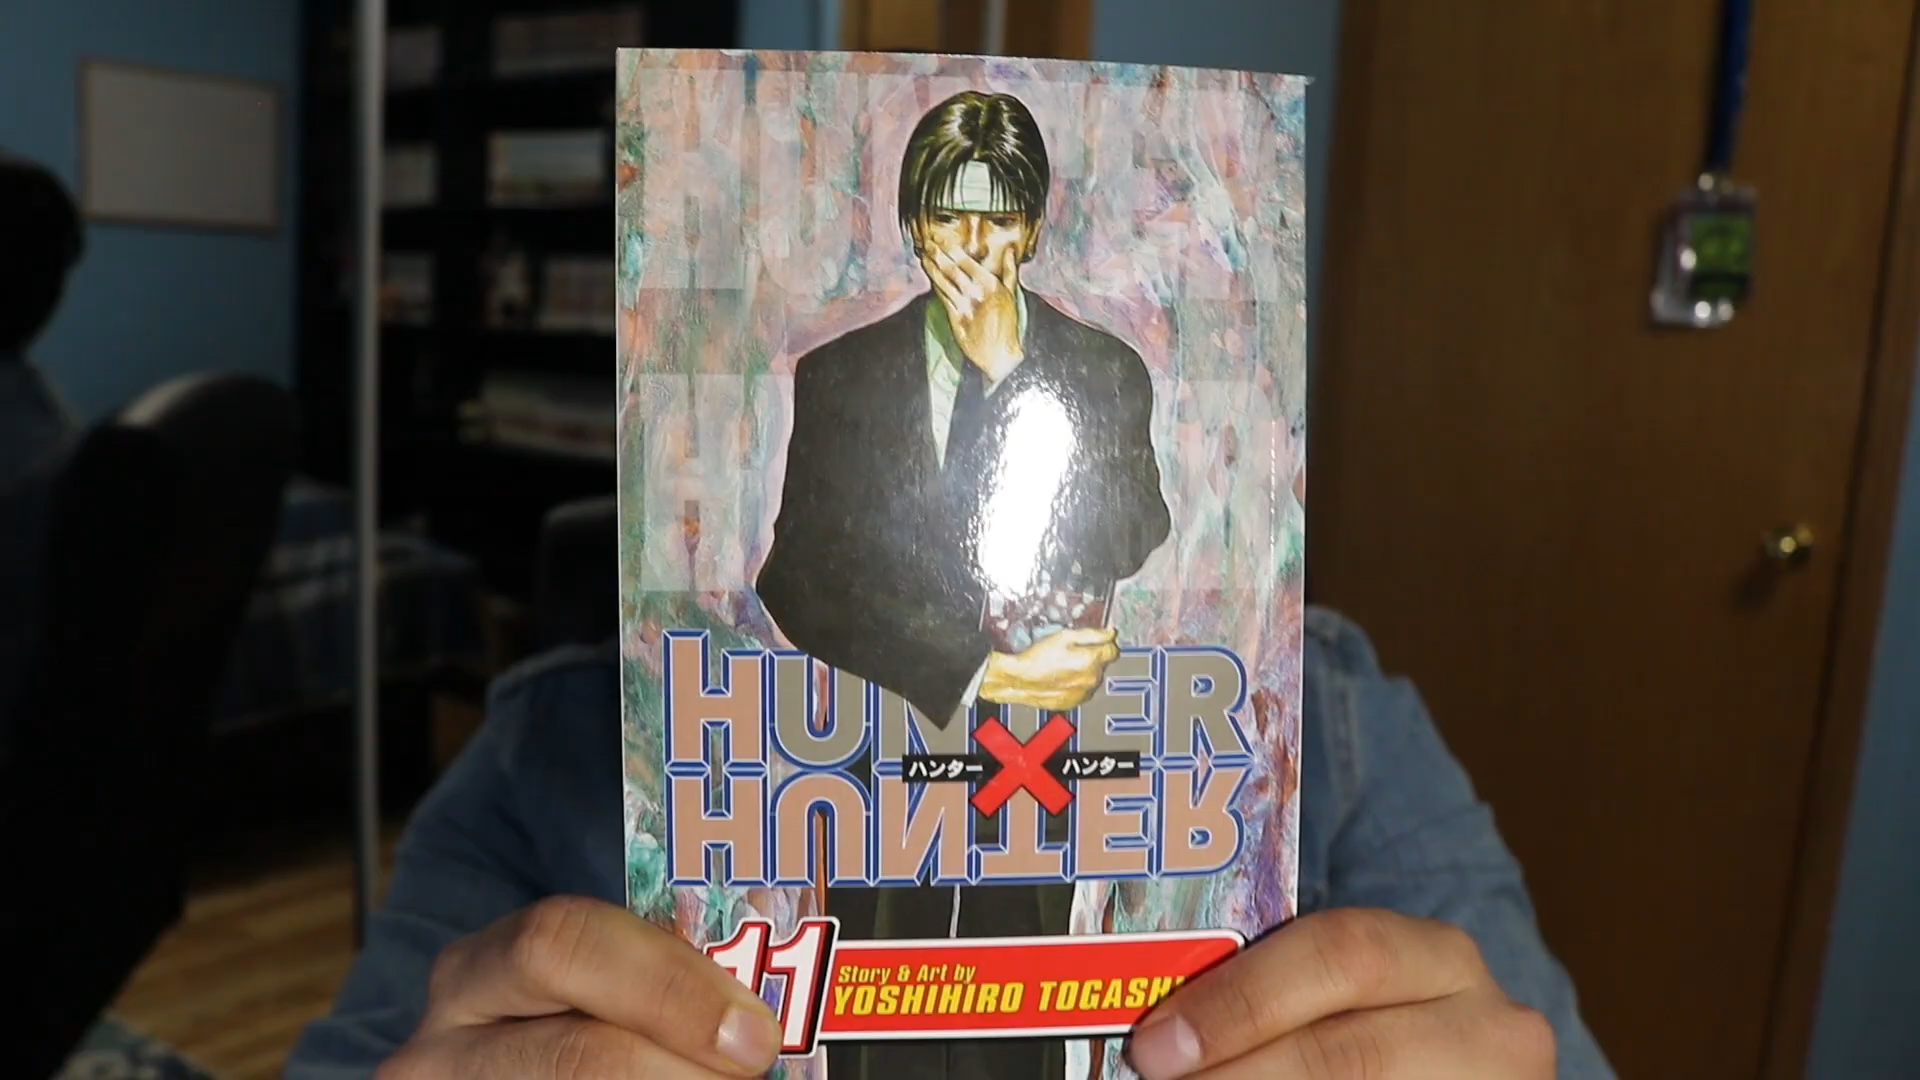 HUNTER
ハンター X ハンター
HUNTER
11
Story & Art by
YOSHIHIRO TOGASHI